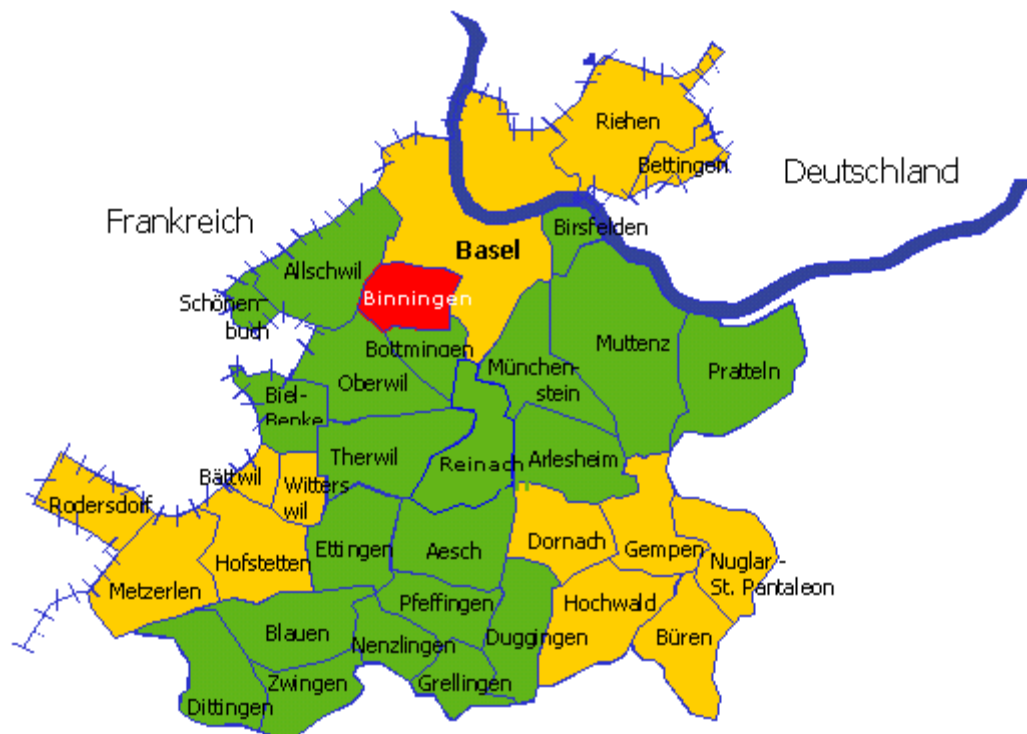 Riehen
Bettingen
Deutschland
Frankreich
Birsfelden
Basel
Allschwil
Binningen
Schönen-
buch
Bottmingen
Muttenz
München-
stein
Pratteln
Oberwil
Biel-
Benke
Therwil
Reinach
Arlesheim
Bättwil
Witters
wil
Rodersdorf
Ettingen
Aesch
Dornach
Gempen
Nuglar -
St. Pantaleon
Hofstetten
Metzerlen
Pfeffingen
Hochwald
Blauen
Nenzlingen
Duggingen
Büren
Zwingen
Grellingen
Dittingen